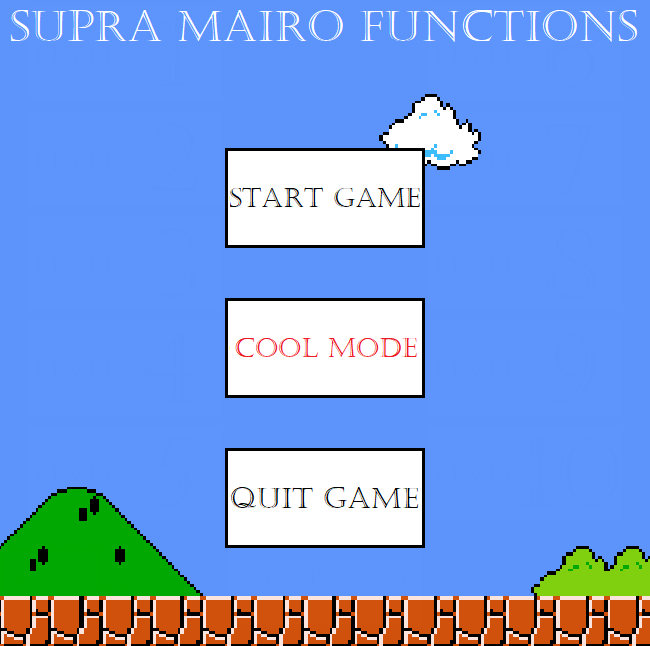 SUPRA MAIRO FUNCTIONS
START GAME
COOL MODE
QUIT GAME